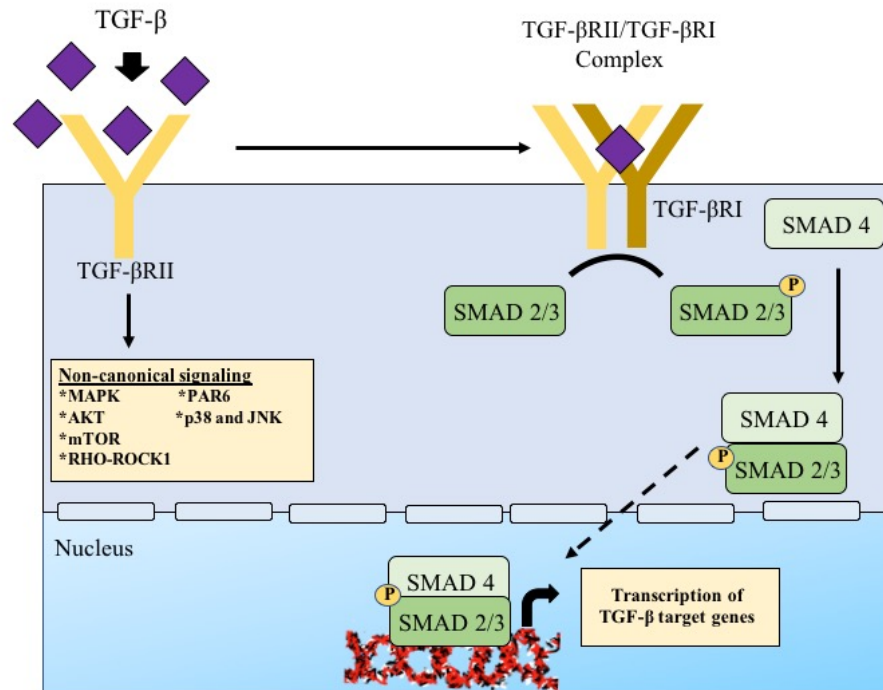 TGF-β
TGF-βRII/TGF-βRI
Complex
TGF-βRI
SMAD 4
TGF-βRII
SMAD 2/3
SMAD 2/3
P
Non-canonical signaling
*MAPK *PAR6
*AKT *p38 and JNK
*mTOR
*RHO-ROCK1
SMAD 4
P
SMAD 2/3
Nucleus
SMAD 4
P
SMAD 2/3
Transcription of
TGF-β target genes